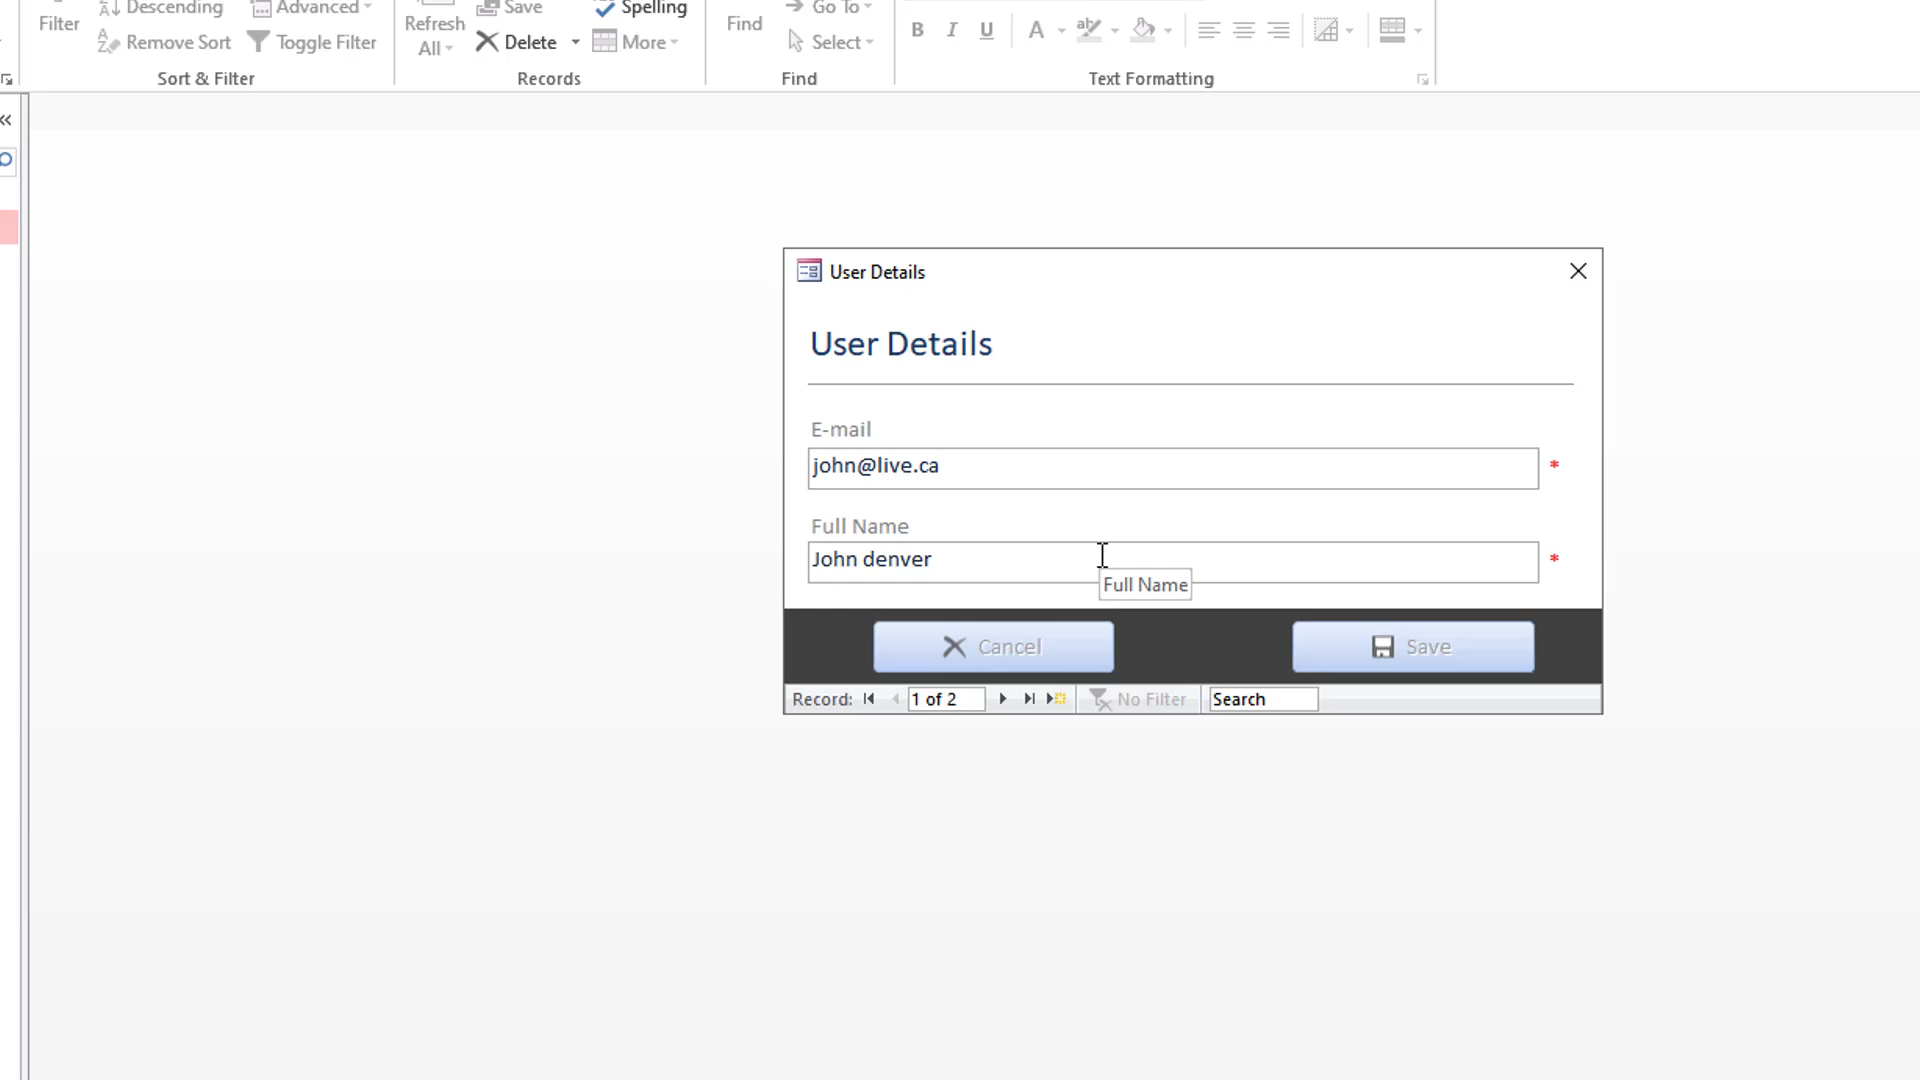 Filter
Descending
Remove Sort
Advanced
Toggle Filter
Sort & Filter
Refresh
All
Save
Delete
Spelling
More
Records
Find
Go To
Select
Find
B I U A
Text Formatting
User Details
User Details
E-mail
john@live.ca *
Full Name
John denver *
Full Name
Cancel
Save
Record: 1 of 2 No Filter Search